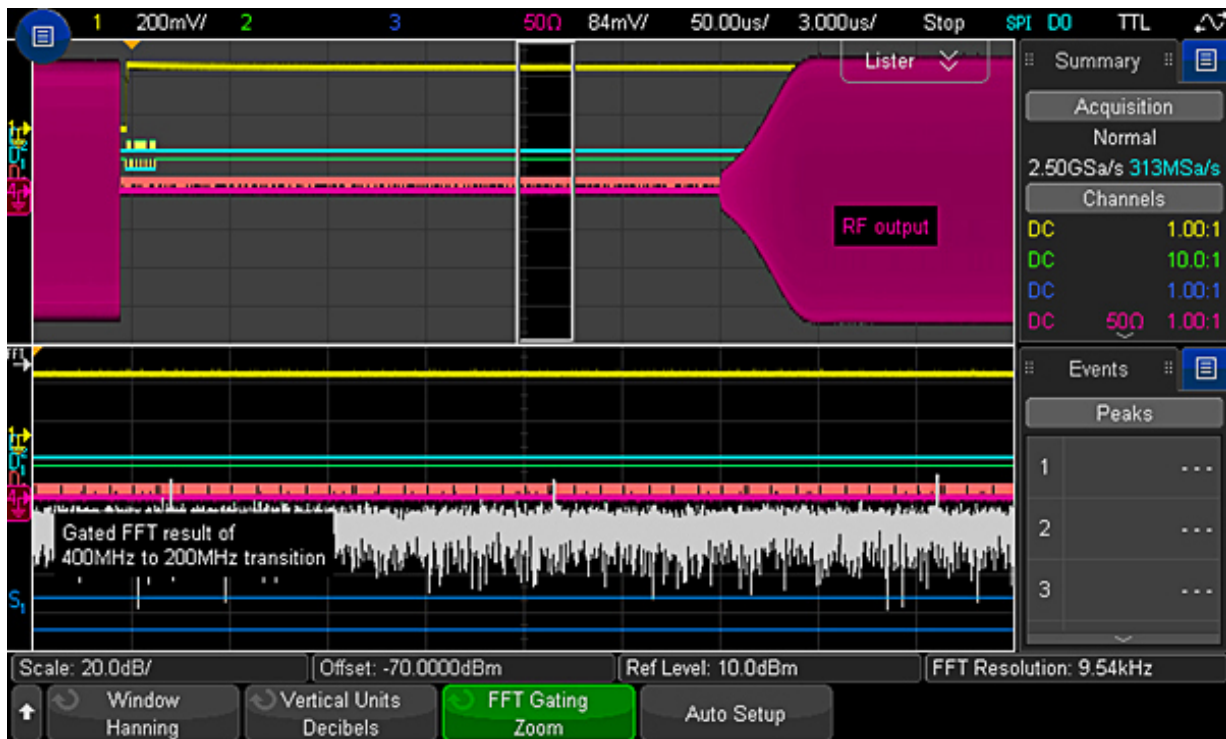 1 200mV/ 2 3 50Ω 84mV/ 50.00us/ 3.000us/ Stop SPI D0 TTL
Lister
RF output
Summary
Acquisition
Normal
2.50GSa/s 313MSa/s
Channels
DC 1.00:1
DC 10.0:1
DC 1.00:1
DC 50Ω 1.00:1
Gated FFT result of
400MHz to 200MHz transition
S1
Events
Peaks
1 ---
2 ---
3 ---
Scale: 20.0dB/ Offset: -70.0000dBm Ref Level: 10.0dBm FFT Resolution: 9.54kHz
Window
Hanning
Vertical Units
Decibels
FFT Gating
Zoom
Auto Setup